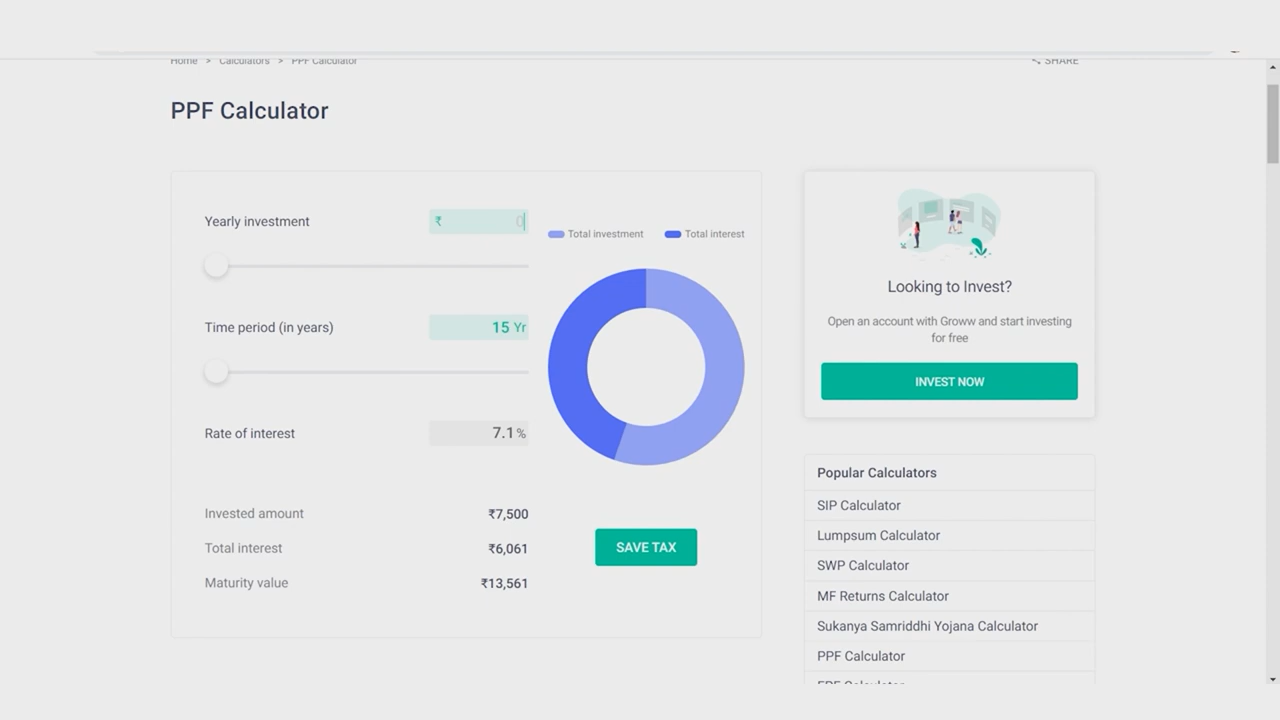 Home > Calculators > PPF Calculator
SHARE
PPF Calculator
Yearly investment
₹ 0
Time period (in years)
15 Yr
Rate of interest
7.1 %
Invested amount
₹7,500
Total interest
₹6,061
Maturity value
₹13,561
Total investment
Total interest
SAVE TAX
Looking to Invest?
Open an account with Groww and start investing
for free
INVEST NOW
Popular Calculators
SIP Calculator
Lumpsum Calculator
SWP Calculator
MF Returns Calculator
Sukanya Samriddhi Yojana Calculator
PPF Calculator